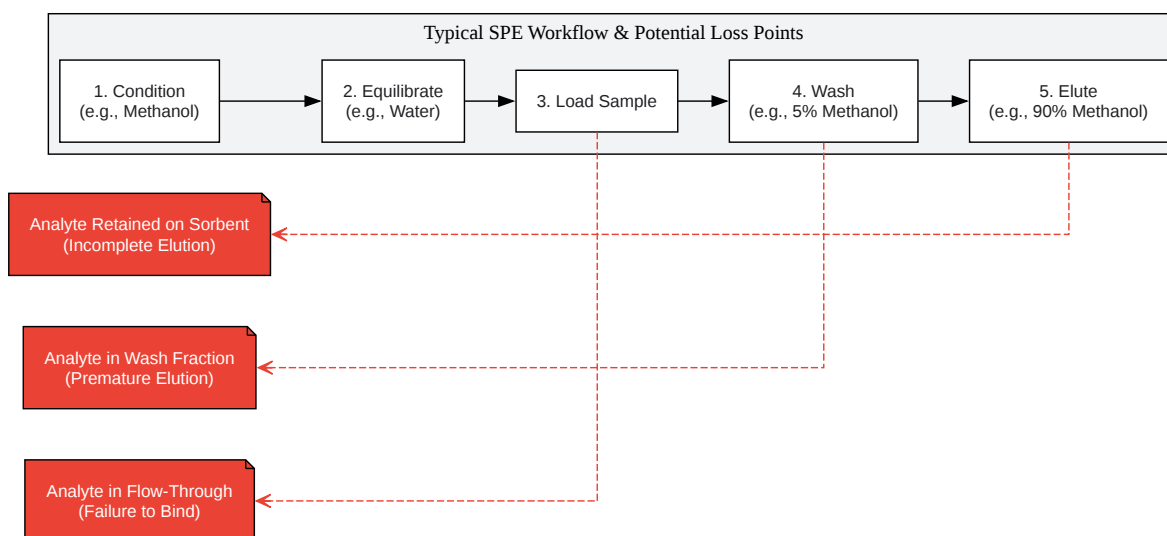 Typical SPE Workflow & Potential Loss Points
1. Condition
(e.g., Methanol)
2. Equilibrate
(e.g., Water)
3. Load Sample
4. Wash
(e.g., 5% Methanol)
5. Elute
(e.g., 90% Methanol)
Analyte Retained on Sorbent
(Incomplete Elution)
Analyte in Wash Fraction
(Premature Elution)
Analyte in Flow-Through
(Failure to Bind)